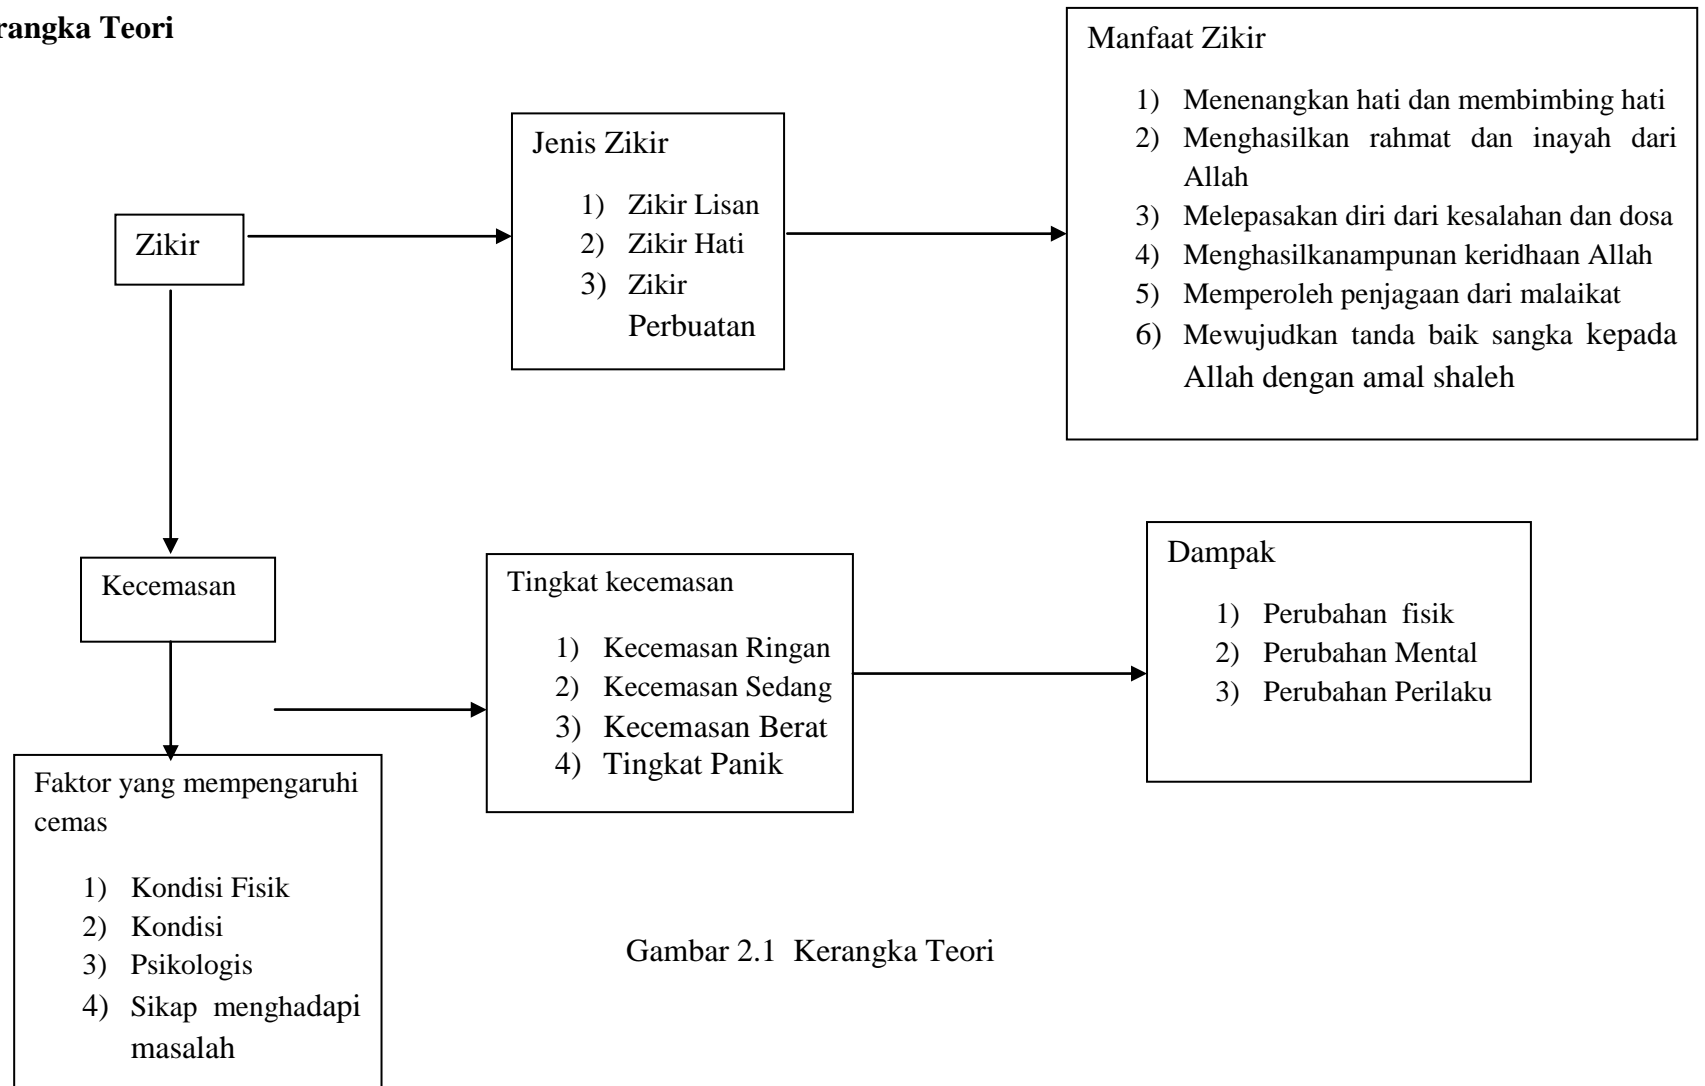 rangka Teori
Manfaat Zikir
1) Menenangkan hati dan membimbing hati
2) Menghasilkan rahmat dan inayah dari
Allah
3) Melepasakan diri dari kesalahan dan dosa
4) Menghasilkanampunan keridhaan Allah
5) Memperoleh penjagaan dari malaikat
6) Mewujudkan tanda baik sangka kepada
Allah dengan amal shaleh
Jenis Zikir
1) Zikir Lisan
2) Zikir Hati
3) Zikir
Perbuatan
Zikir
Kecemasan
Tingkat kecemasan
1) Kecemasan Ringan
2) Kecemasan Sedang
3) Kecemasan Berat
4) Tingkat Panik
Dampak
1) Perubahan fisik
2) Perubahan Mental
3) Perubahan Perilaku
Faktor yang mempengaruhi
cemas
1) Kondisi Fisik
2) Kondisi
3) Psikologis
4) Sikap menghadapi
masalah
Gambar 2.1 Kerangka Teori